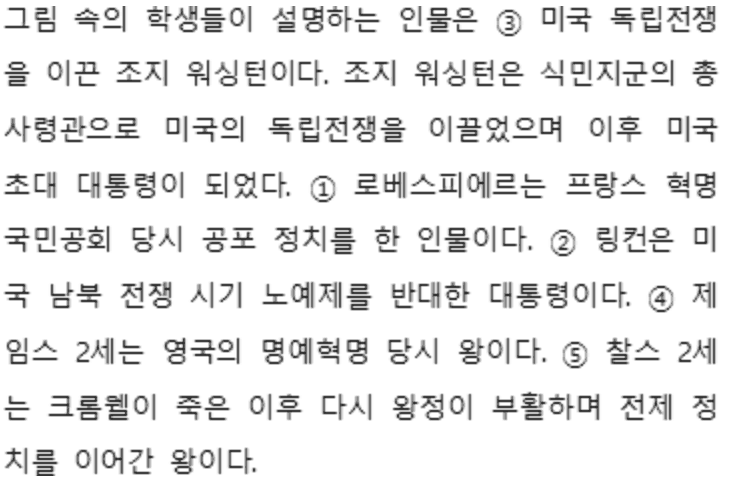 그림 속의 학생들이 설명하는 인물은 ③ 미국 독립전쟁
을 이끈 조지 워싱턴이다. 조지 워싱턴은 식민지군의 총
사령관으로 미국의 독립전쟁을 이끌었으며 이후 미국
초대 대통령이 되었다. ① 로베스피에르는 프랑스 혁명
국민공회 당시 공포 정치를 한 인물이다. ② 링컨은 미
국 남북 전쟁 시기 노예제를 반대한 대통령이다. ④ 제
임스 2세는 영국의 명예혁명 당시 왕이다. ⑤ 찰스 2세
는 크롬웰이 죽은 이후 다시 왕정이 부활하며 전제 정
치를 이어간 왕이다.